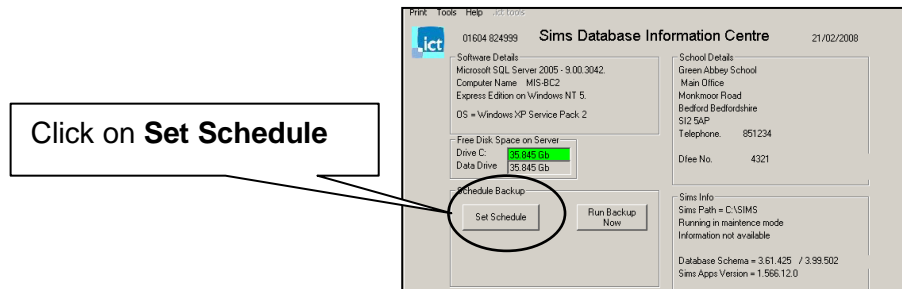 Print Tools Help .ict tools
.ict
01604 824999 Sims Database Information Centre 21/02/2008
Click on Set Schedule
Software Details
Microsoft SQL Server 2005 - 9.00.3042.
Computer Name MIS-BC2
Express Edition on Windows NT 5.
OS = Windows XP Service Pack 2
Free Disk Space on Server
Drive C: 35.845 Gb
Data Drive 35.845 Gb
Schedule Backup
Set Schedule
Run Backup
Now
School Details
Green Abbey School
Main Office
Monkmoor Road
Bedford Bedfordshire
SI2 5AP
Telephone. 851234
Dfee No. 4321
Sims Info
Sims Path = C:\SIMS
Running in maintence mode
Information not available
Database Schema = 3.61.425 / 3.99.502
Sims Apps Version = 1.566.12.0